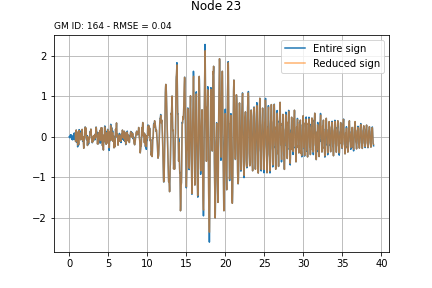 Node 23
GM ID: 164 - RMSE = 0.04
Entire sign
Reduced sign
2
1
0
−1
−2
0 5 10 15 20 25 30 35 40